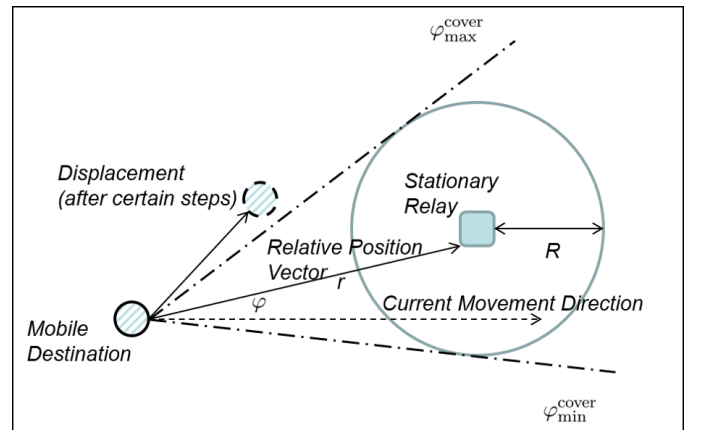 φ_max^cover
Displacement
(after certain steps)
Stationary
Relay
Relative Position
Vector
r
R
φ
Current Movement Direction
Mobile
Destination
φ_min^cover